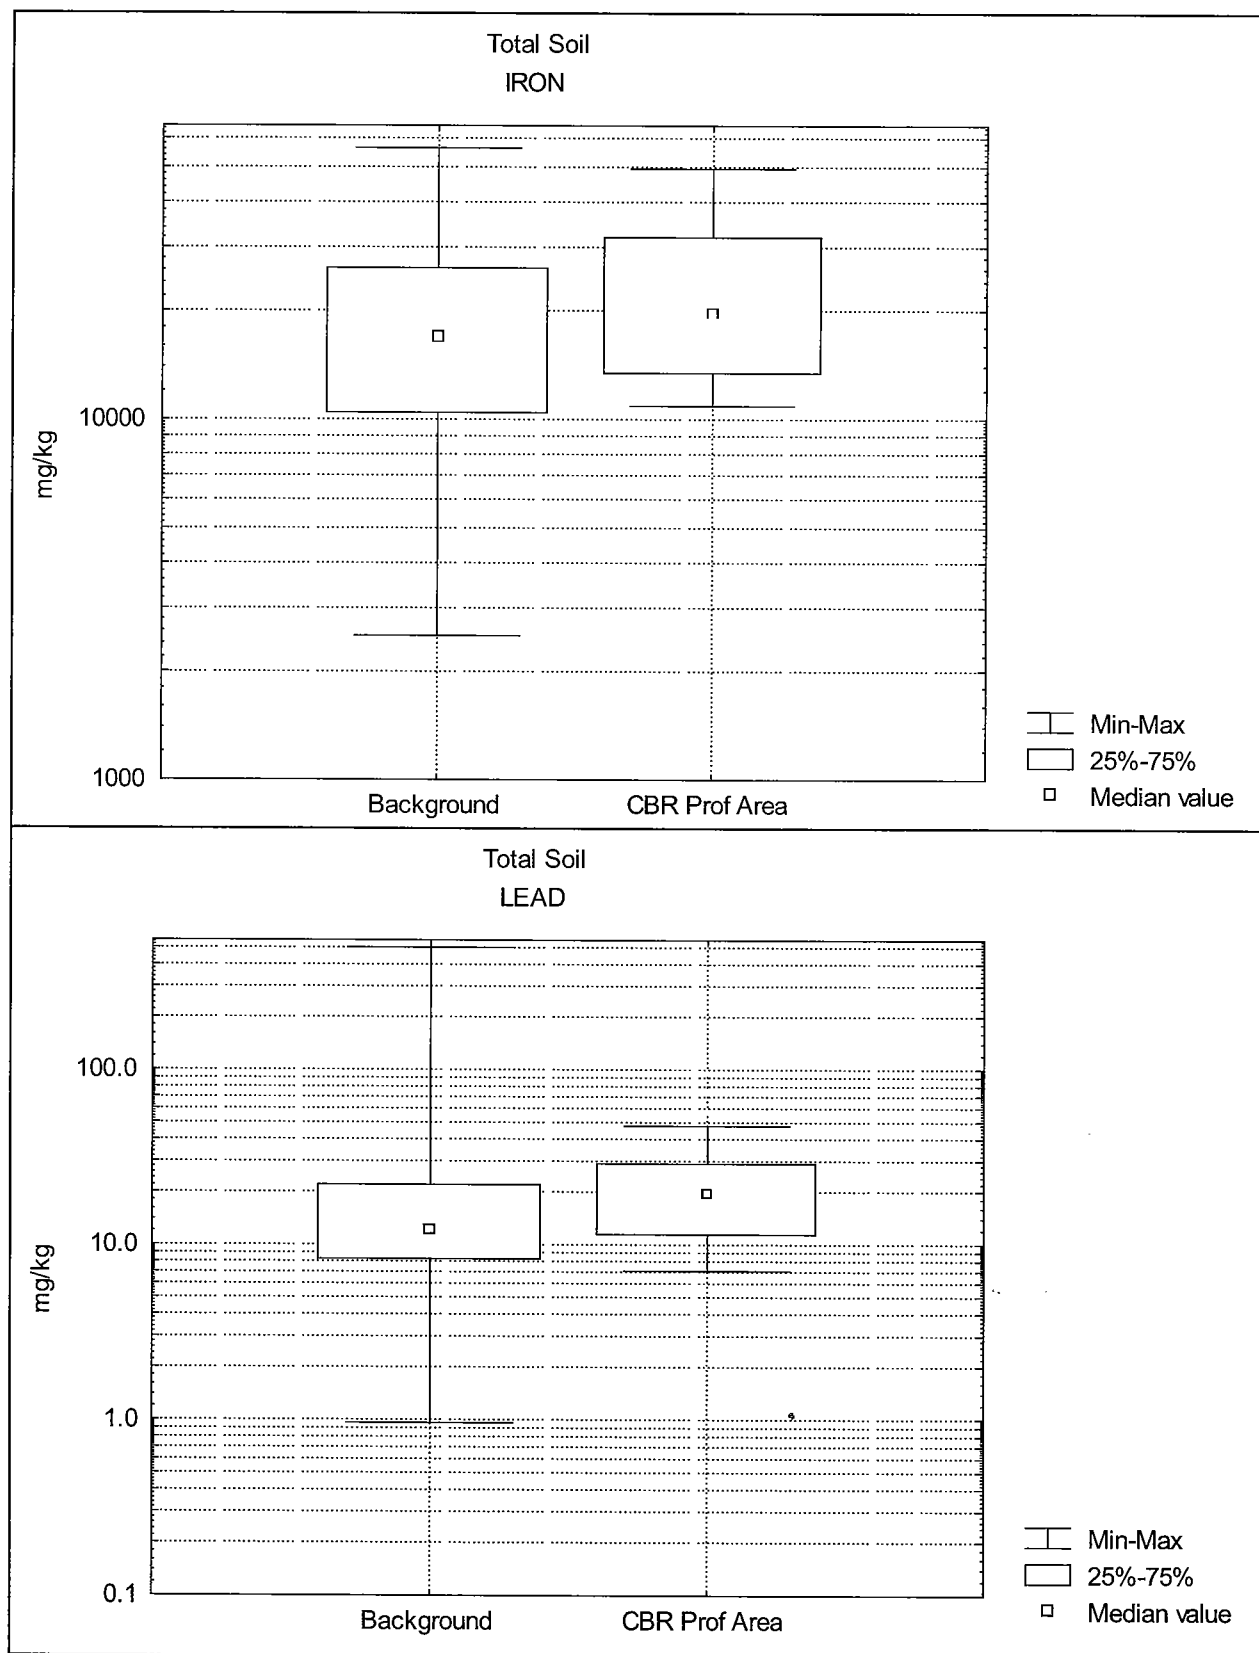 Total Soil
IRON
10000
mg/kg
1000
Background
CBR Prof Area
Min-Max
25%-75%
Median value
Total Soil
LEAD
100.0
10.0
mg/kg
1.0
0.1
Background
CBR Prof Area
Min-Max
25%-75%
Median value